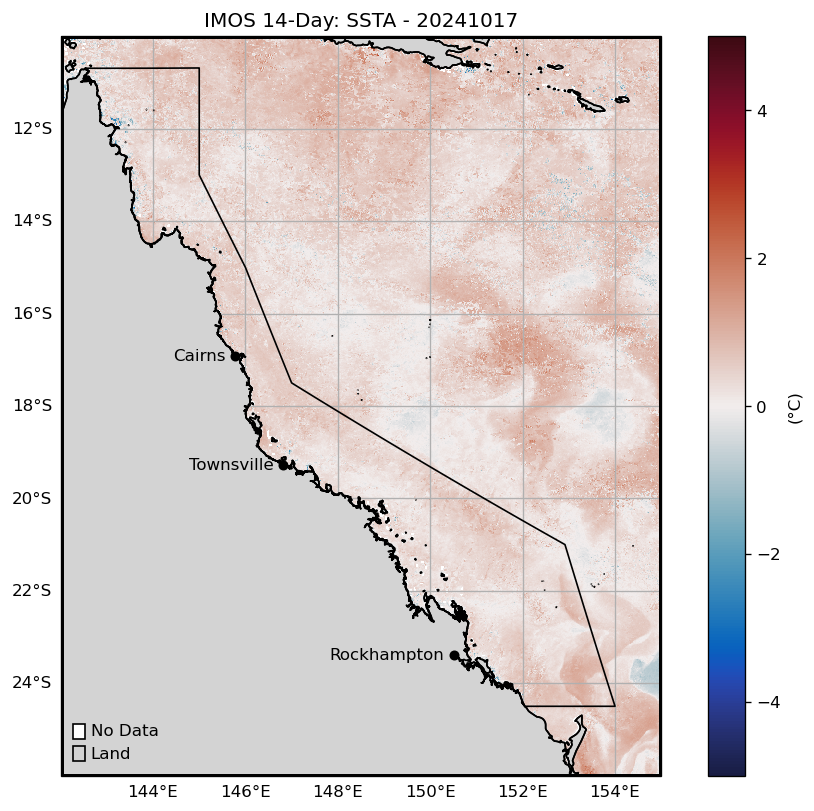 IMOS 14-Day: SSTA - 20241017
12°S
14°S
16°S
18°S
20°S
22°S
24°S
Cairns
Townsville
Rockhampton
No Data
Land
144°E
146°E
148°E
150°E
152°E
154°E
4
2
0
−2
−4
(°C)